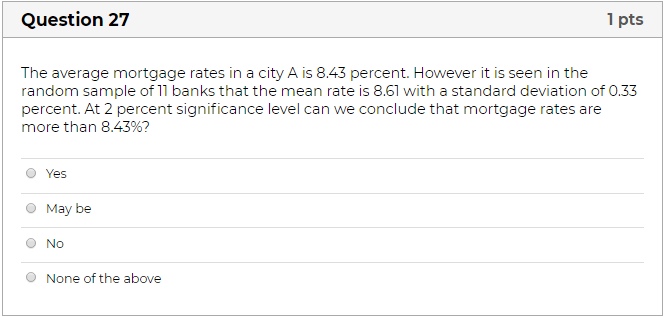 Question 27
1 pts
The average mortgage rates in a city A is 8.43 percent. However it is seen in the
random sample of 11 banks that the mean rate is 8.61 with a standard deviation of 0.33
percent. At 2 percent significance level can we conclude that mortgage rates are
more than 8.43%?
Yes
May be
No
None of the above